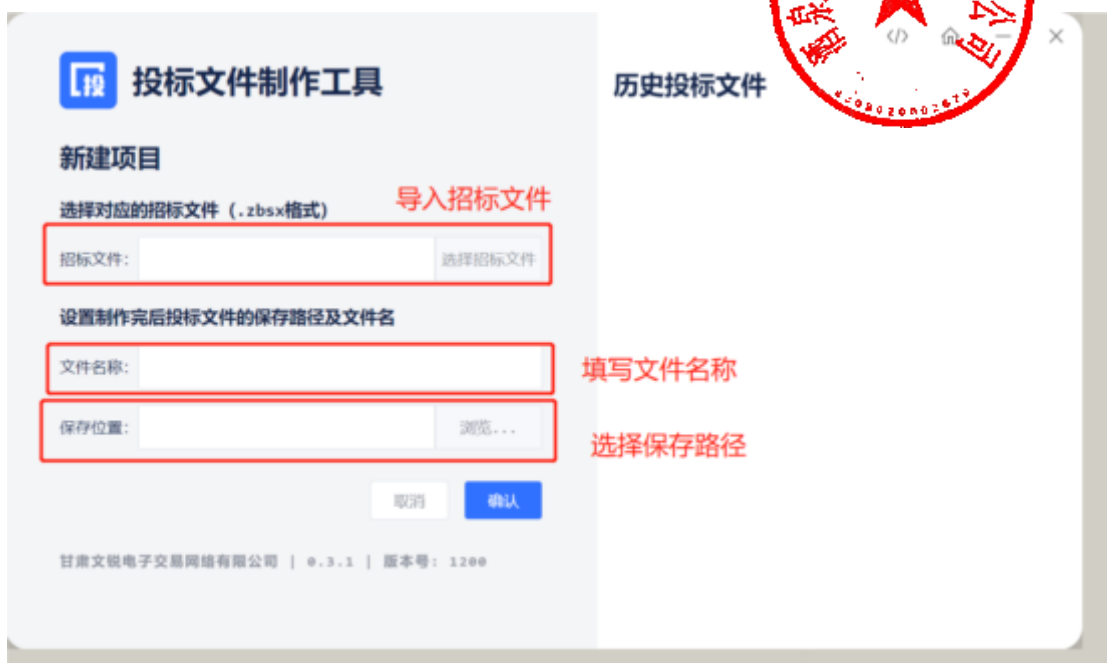 投
投标文件制作工具
历史投标文件
新建项目
选择对应的招标文件（.zbsx格式）
导入招标文件
招标文件：
选择招标文件
设置制作完后投标文件的保存路径及文件名
文件名称：
填写文件名称
保存位置：
浏览...
选择保存路径
取消
确认
甘肃文锐电子交易网络有限公司 | 0.3.1 | 版本号: 1200